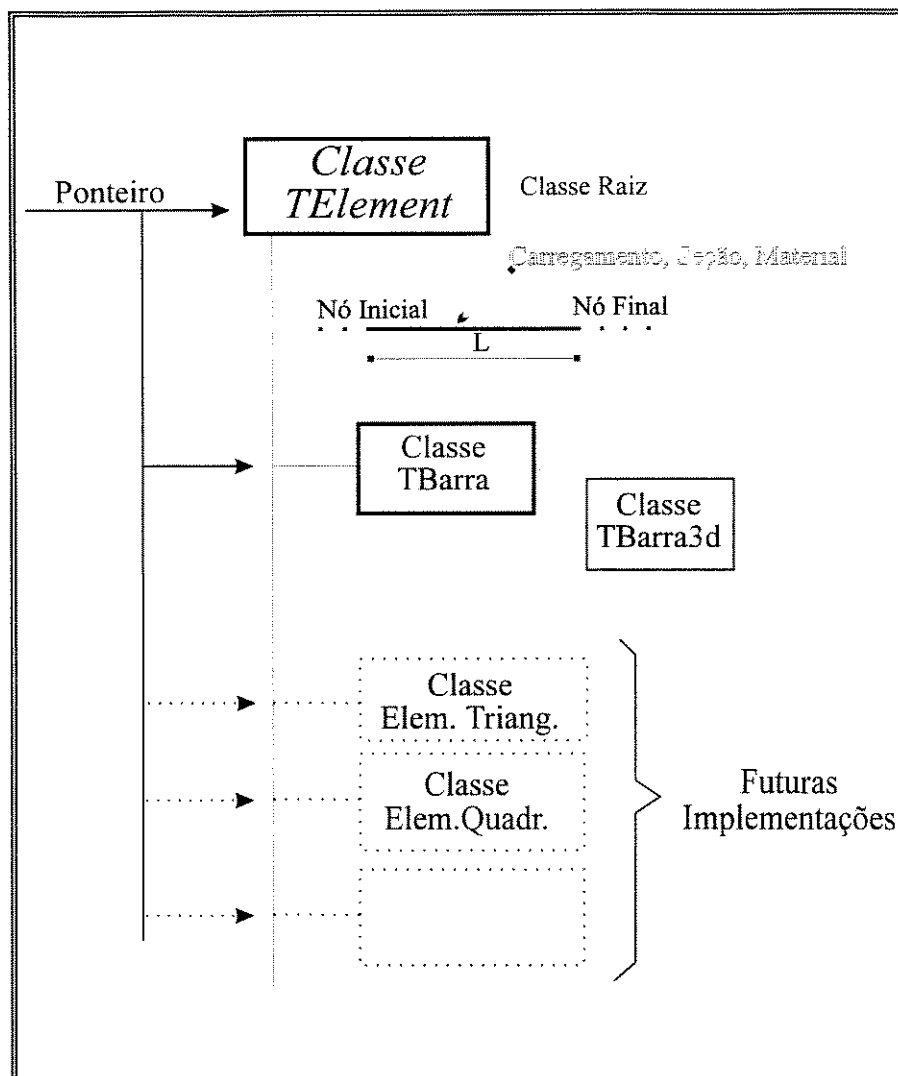 Classe
TElement
Ponteiro
Classe Raiz
Carregamento, Seção, Material
Nó Inicial
Nó Final
L
Classe
TBarra
Classe
TBarra3d
Classe
Elem. Triang.
Classe
Elem.Quadr.
Futuras
Implementações